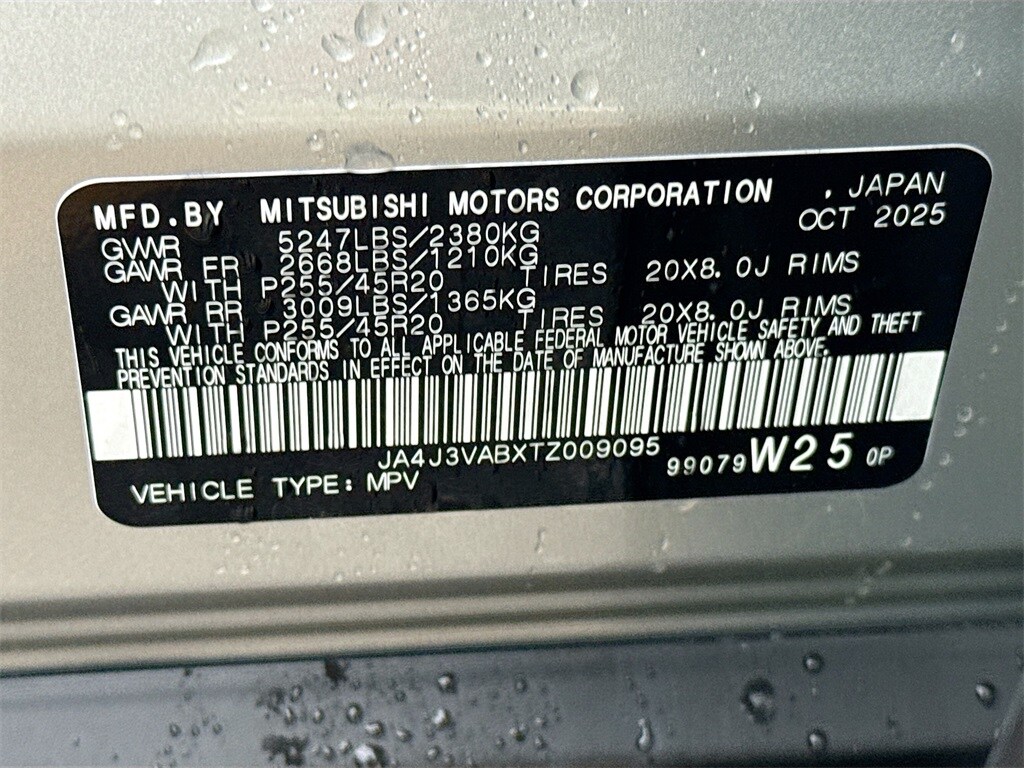 MFD.BY MITSUBISHI MOTORS CORPORATION , JAPAN
OCT 2025
GVWR 5247LBS/2380KG
GAWR FR 2668LBS/1210KG
WITH P255/45R20 TIRES 20X8.0J RIMS
GAWR RR 3009LBS/1365KG
WITH P255/45R20 TIRES 20X8.0J RIMS
THIS VEHICLE CONFORMS TO ALL APPLICABLE FEDERAL MOTOR VEHICLE SAFETY AND THEFT
PREVENTION STANDARDS IN EFFECT ON THE DATE OF MANUFACTURE SHOWN ABOVE.
JA4J3VABXTZ009095
99079 W25 0P
VEHICLE TYPE: MPV